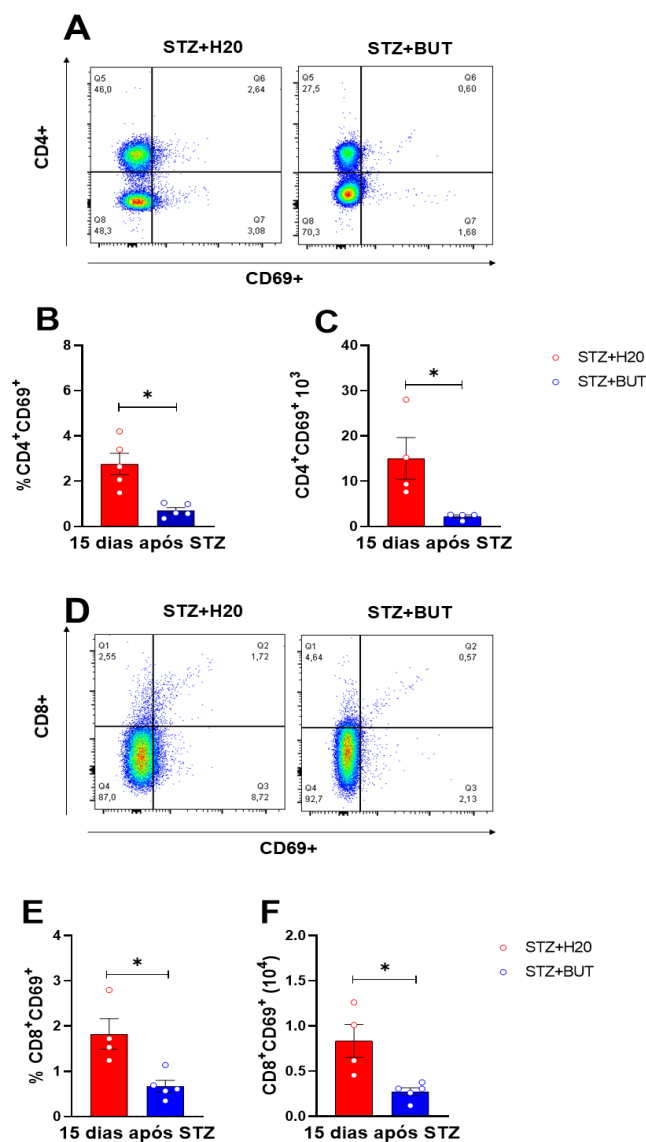 A
STZ+H20
STZ+BUT
Q5
46,0
Q6
2,64
Q5
27,5
Q6
0,60
CD4+
Q8
48,3
Q7
3,08
Q8
70,3
Q7
1,68
CD69+
B
% CD4+CD69+
8
6
4
2
0
*
15 dias após STZ
C
CD4+CD69+ 10³
40
30
20
10
0
*
15 dias após STZ
STZ+H20
STZ+BUT
D
STZ+H20
STZ+BUT
Q1
2,55
Q2
1,72
Q1
4,64
Q2
0,57
CD8+
Q4
87,0
Q3
8,72
Q4
92,7
Q3
2,13
CD69+
E
% CD8+CD69+
4
3
2
1
0
*
15 dias após STZ
F
CD8+CD69+ (10⁴)
2.0
1.5
1.0
0.5
0.0
*
15 dias após STZ
STZ+H20
STZ+BUT